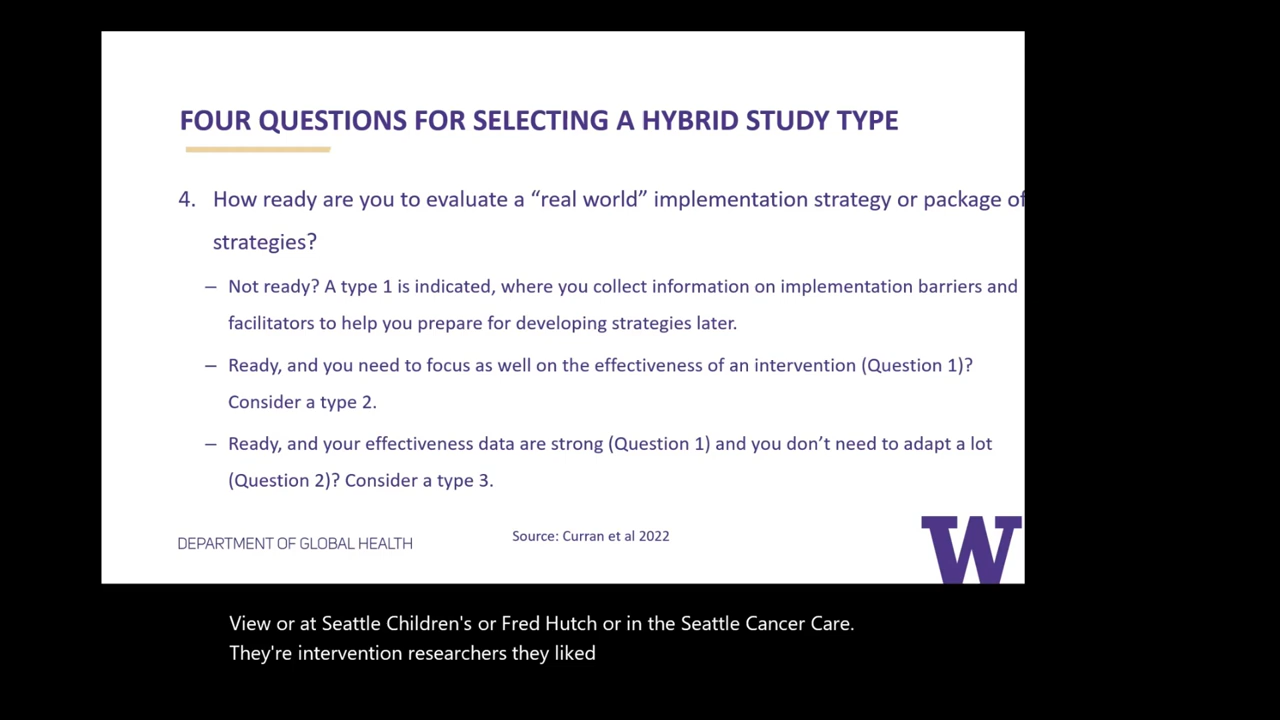 FOUR QUESTIONS FOR SELECTING A HYBRID STUDY TYPE
4. How ready are you to evaluate a “real world” implementation strategy or package of
strategies?
– Not ready? A type 1 is indicated, where you collect information on implementation barriers and
facilitators to help you prepare for developing strategies later.
– Ready, and you need to focus as well on the effectiveness of an intervention (Question 1)?
Consider a type 2.
– Ready, and your effectiveness data are strong (Question 1) and you don’t need to adapt a lot
(Question 2)? Consider a type 3.
Source: Curran et al 2022
DEPARTMENT OF GLOBAL HEALTH
W
View or at Seattle Children's or Fred Hutch or in the Seattle Cancer Care.
They're intervention researchers they liked